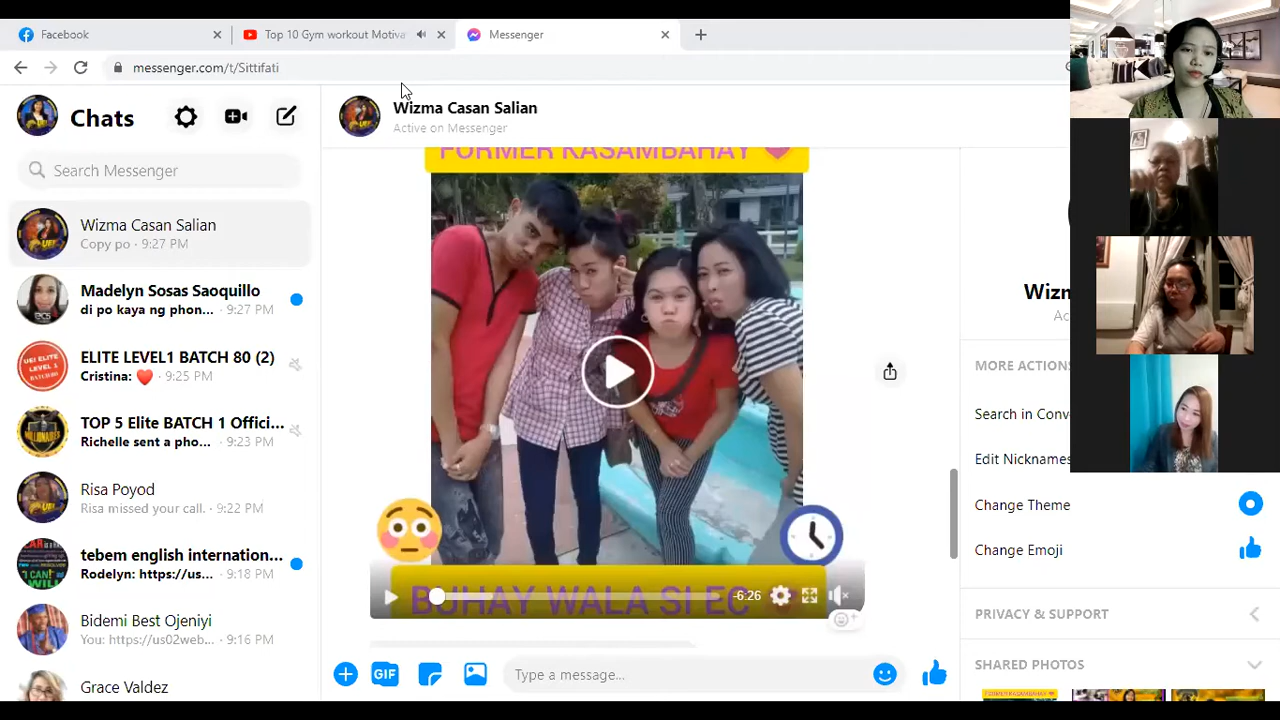 Facebook
Top 10 Gym workout Motiva
Messenger
messenger.com/t/Sittifati
Chats
Search Messenger
Wizma Casan Salian
Copy po · 9:27 PM
Madelyn Sosas Saoquillo
di po kaya ng phon... · 9:27 PM
ELITE LEVEL1 BATCH 80 (2)
Cristina: ❤️ · 9:25 PM
TOP 5 Elite BATCH 1 Offici...
Richelle sent a pho... · 9:23 PM
Risa Poyod
Risa missed your call. · 9:22 PM
tebem english internation...
Rodelyn: https://us... · 9:18 PM
Bidemi Best Ojeniyi
You: https://us02web... · 9:16 PM
Grace Valdez
Wizma Casan Salian
Active on Messenger
FORMER KASAMBAHAY
BUHAY WALA SI EC
-6:26
GIF
Type a message...
Wizm
Ac
MORE ACTIONS
Search in Conv
Edit Nicknames
Change Theme
Change Emoji
PRIVACY & SUPPORT
SHARED PHOTOS